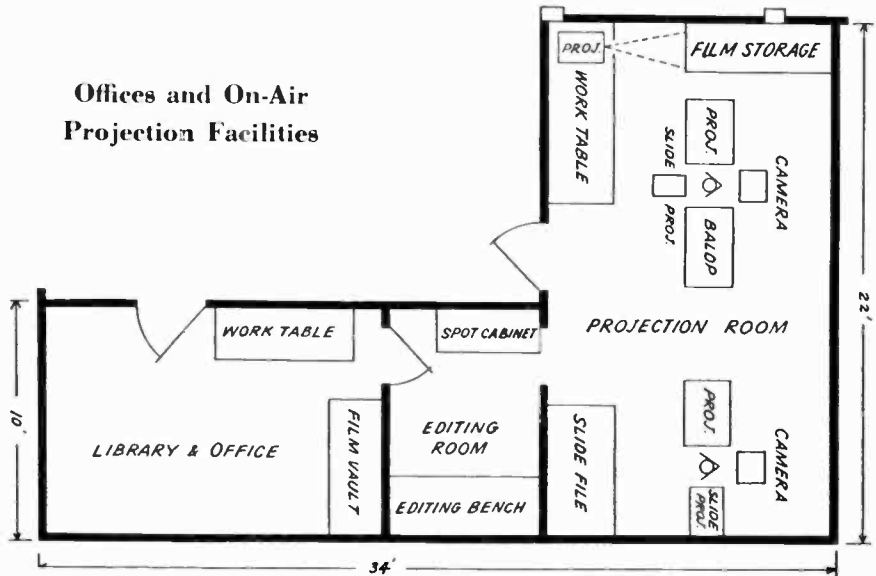 Offices and On-Air
Projection Facilities
PROJ.
FILM STORAGE
WORK TABLE
PROJ.
SLIDE
PROJ.
CAMERA
BALOP
22'
WORK TABLE
SPOT CABINET
PROJECTION ROOM
10'
LIBRARY & OFFICE
FILM VAULT
EDITING
ROOM
EDITING BENCH
SLIDE FILE
PROJ.
CAMERA
SLIDE
PROJ.
34'